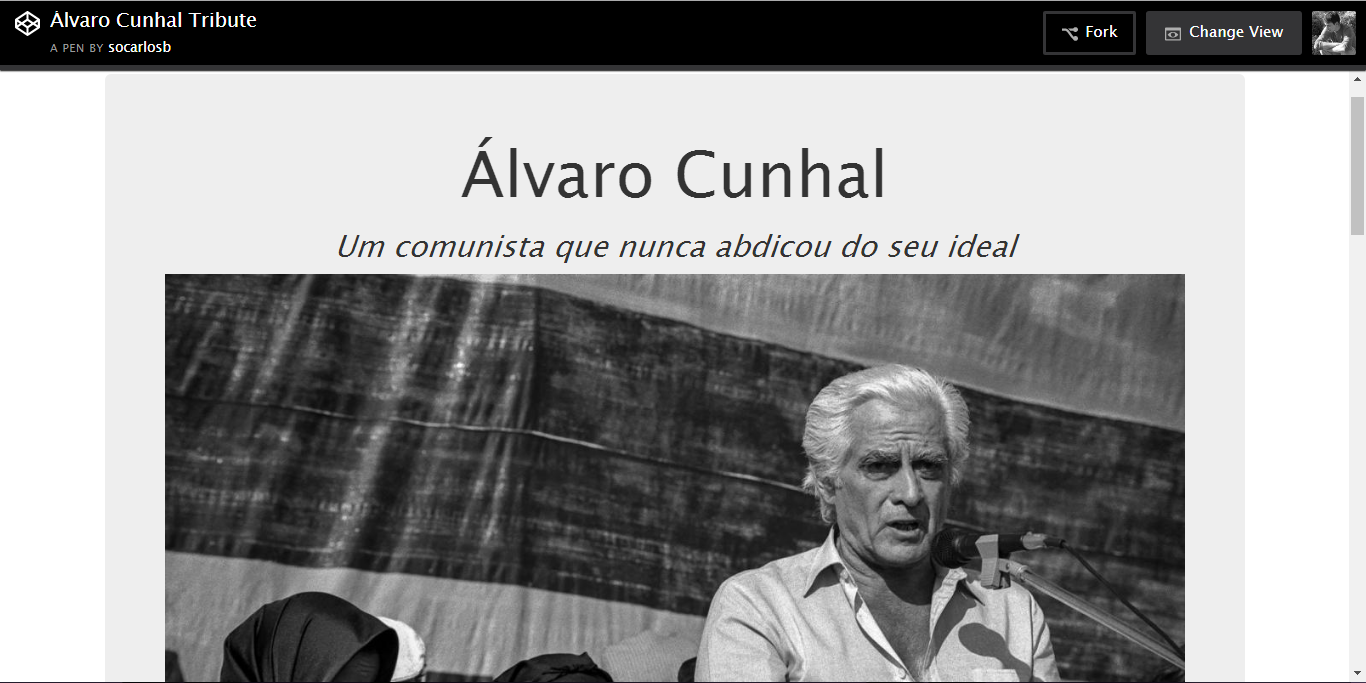 Álvaro Cunhal Tribute
A PEN BY socarlosb
Fork
Change View
Álvaro Cunhal
Um comunista que nunca abdicou do seu ideal